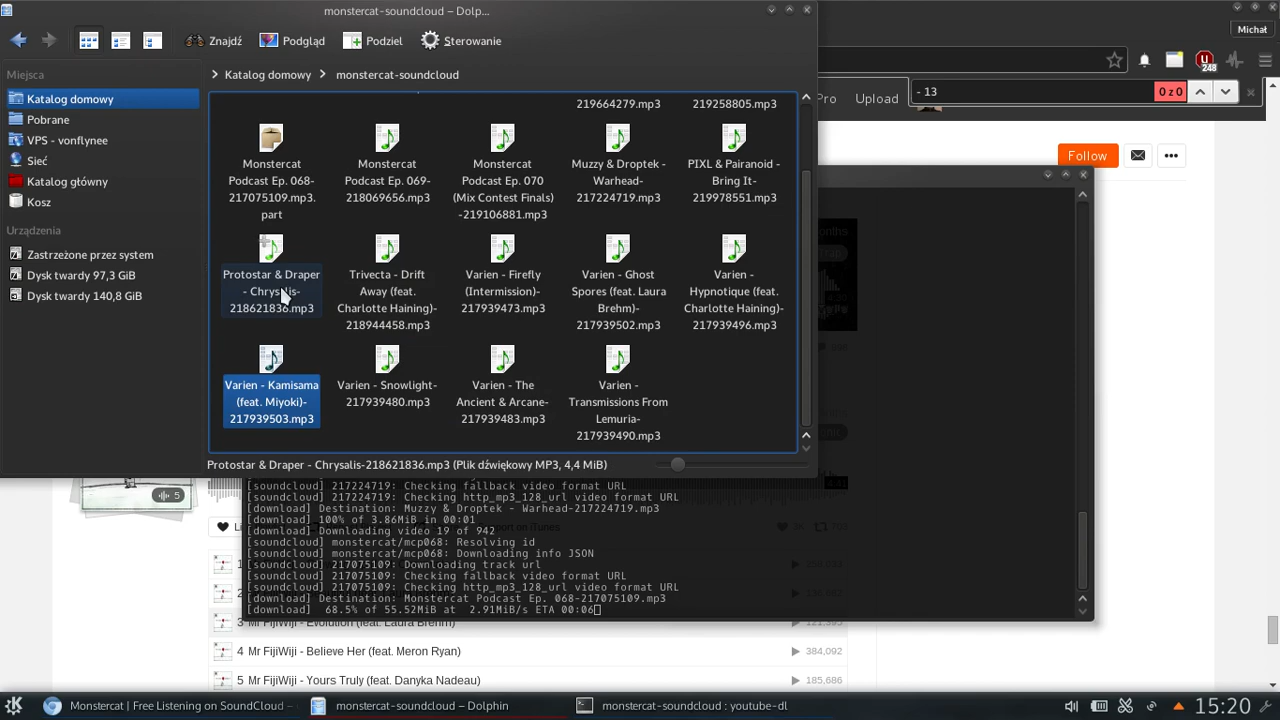 monstercat-soundcloud – Dolp...
Michał
Znajdź
Podgląd
Podziel
Sterowanie
248
Miejsca
Katalog domowy
monstercat-soundcloud
- 13
0 z 0
Pro
Upload
Katalog domowy
Pobrane
VPS - vonflynee
Sieć
Katalog główny
Kosz
Urządzenia
Zastrzeżone przez system
Dysk twardy 97,3 GiB
Dysk twardy 140,8 GiB
219664279.mp3
219258805.mp3
Monstercat
Podcast Ep. 068-
217075109.mp3.
part
Monstercat
Podcast Ep. 069-
218069656.mp3
Monstercat
Podcast Ep. 070
(Mix Contest Finals)
-219106881.mp3
Muzzy & Droptek -
Warhead-
217224719.mp3
PIXL & Pairanoid -
Bring It-
219978551.mp3
Follow
Protostar & Draper
- Chrysalis-
218621836.mp3
Trivecta - Drift
Away (feat.
Charlotte Haining)-
218944458.mp3
Varien - Firefly
(Intermission)-
217939473.mp3
Varien - Ghost
Spores (feat. Laura
Brehm)-
217939502.mp3
Varien -
Hypnotique (feat.
Charlotte Haining)-
217939496.mp3
Varien - Kamisama
(feat. Miyoki)-
217939503.mp3
Varien - Snowlight-
217939480.mp3
Varien - The
Ancient & Arcane-
217939483.mp3
Varien -
Transmissions From
Lemuria-
217939490.mp3
Protostar & Draper - Chrysalis-218621836.mp3 (Plik dźwiękowy MP3, 4,4 MiB)
5
[soundcloud] 217224719: Checking fallback video format URL
[soundcloud] 217224719: Checking http_mp3_128_url video format URL
[download] Destination: Muzzy & Droptek - Warhead-217224719.mp3
[download] 100% of 3.86MiB in 00:01
[download] Downloading video 19 of 942
[soundcloud] monstercat/mcp068: Resolving id
[soundcloud] monstercat/mcp068: Downloading info JSON
[soundcloud] 217075109: Downloading track url
[soundcloud] 217075109: Checking fallback video format URL
[soundcloud] 217075109: Checking http_mp3_128_url video format URL
[download] Destination: Monstercat Podcast Ep. 068-217075109.mp3
[download]  68.5% of 55.52MiB at  2.91MiB/s ETA 00:06
1
2
3 Mr FijiWiji - Evolution (feat. Laura Brehm)
4 Mr FijiWiji - Believe Her (feat. Meron Ryan)
384,092
5 Mr FijiWiji - Yours Truly (feat. Danyka Nadeau)
185,686
Monstercat | Free Listening on SoundCloud
monstercat-soundcloud – Dolphin
monstercat-soundcloud : youtube-dl
15:20